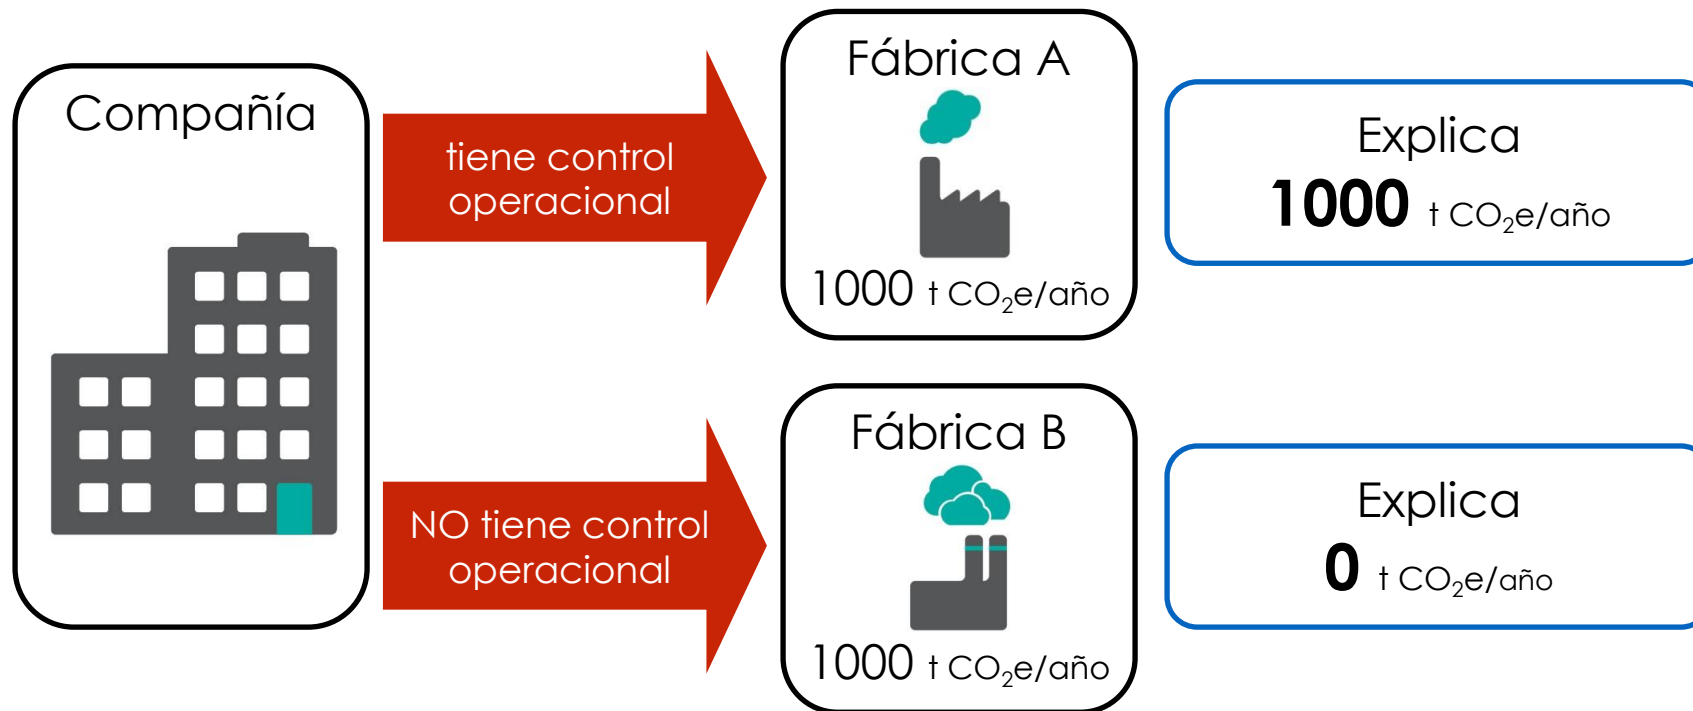 Compañía
tiene control
operacional
Fábrica A
1000 t CO₂e/año
Explica
1000 t CO₂e/año
NO tiene control
operacional
Fábrica B
1000 t CO₂e/año
Explica
0 t CO₂e/año